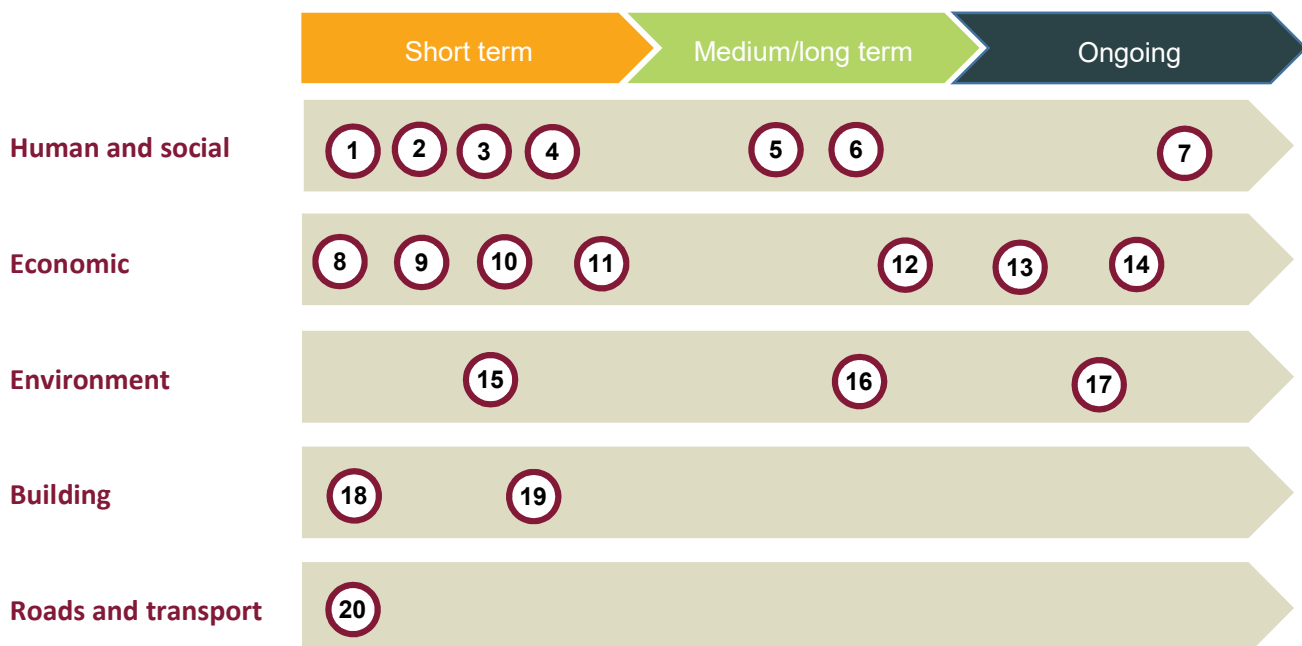 Short term Medium/long term Ongoing
Human and social 1 2 3 4 5 6 7
Economic 8 9 10 11 12 13 14
Environment 15 16 17
Building 18 19
Roads and transport 20